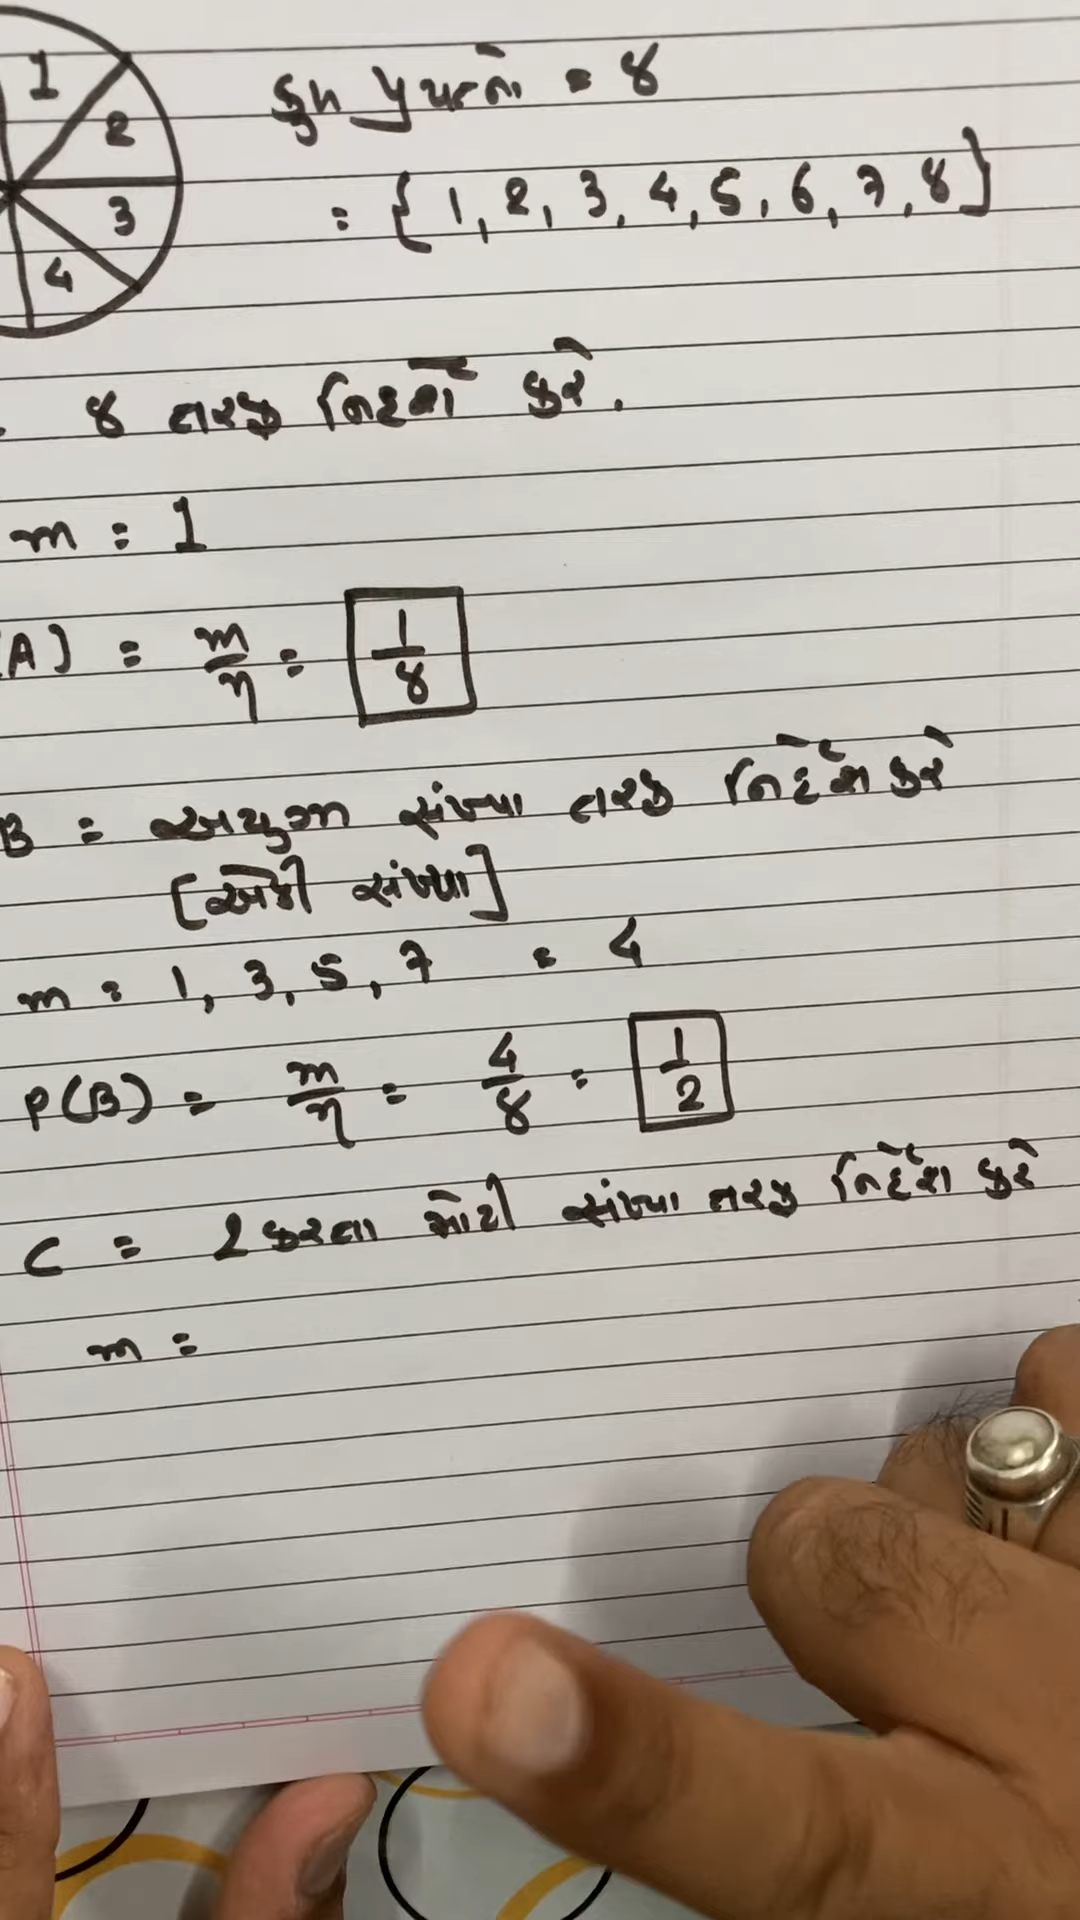 1
2
3
4
કુલ પ્રયત્નો = 8
= { 1, 2, 3, 4, 5, 6, 7, 8 }
8 તરફ નિર્દેશ કરે.
m = 1
(A) = m/n = 1/8
B = અયુગ્મ સંખ્યા તરફ નિર્દેશ કરે
[એકી સંખ્યા]
m = 1, 3, 5, 7 = 4
P(B) = m/n = 4/8 = 1/2
C = 2 કરતા મોટી સંખ્યા તરફ નિર્દેશ કરે
m =